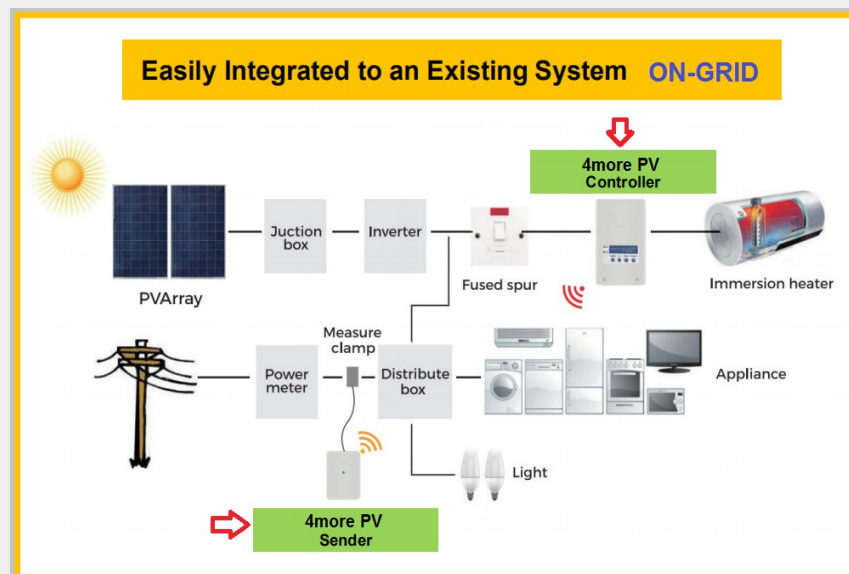 Easily Integrated to an Existing System ON-GRID
4more PV
Controller
Juction
box
Inverter
Fused spur
Immersion heater
PVArray
Measure
clamp
Power
meter
Distribute
box
Appliance
Light
4more PV
Sender